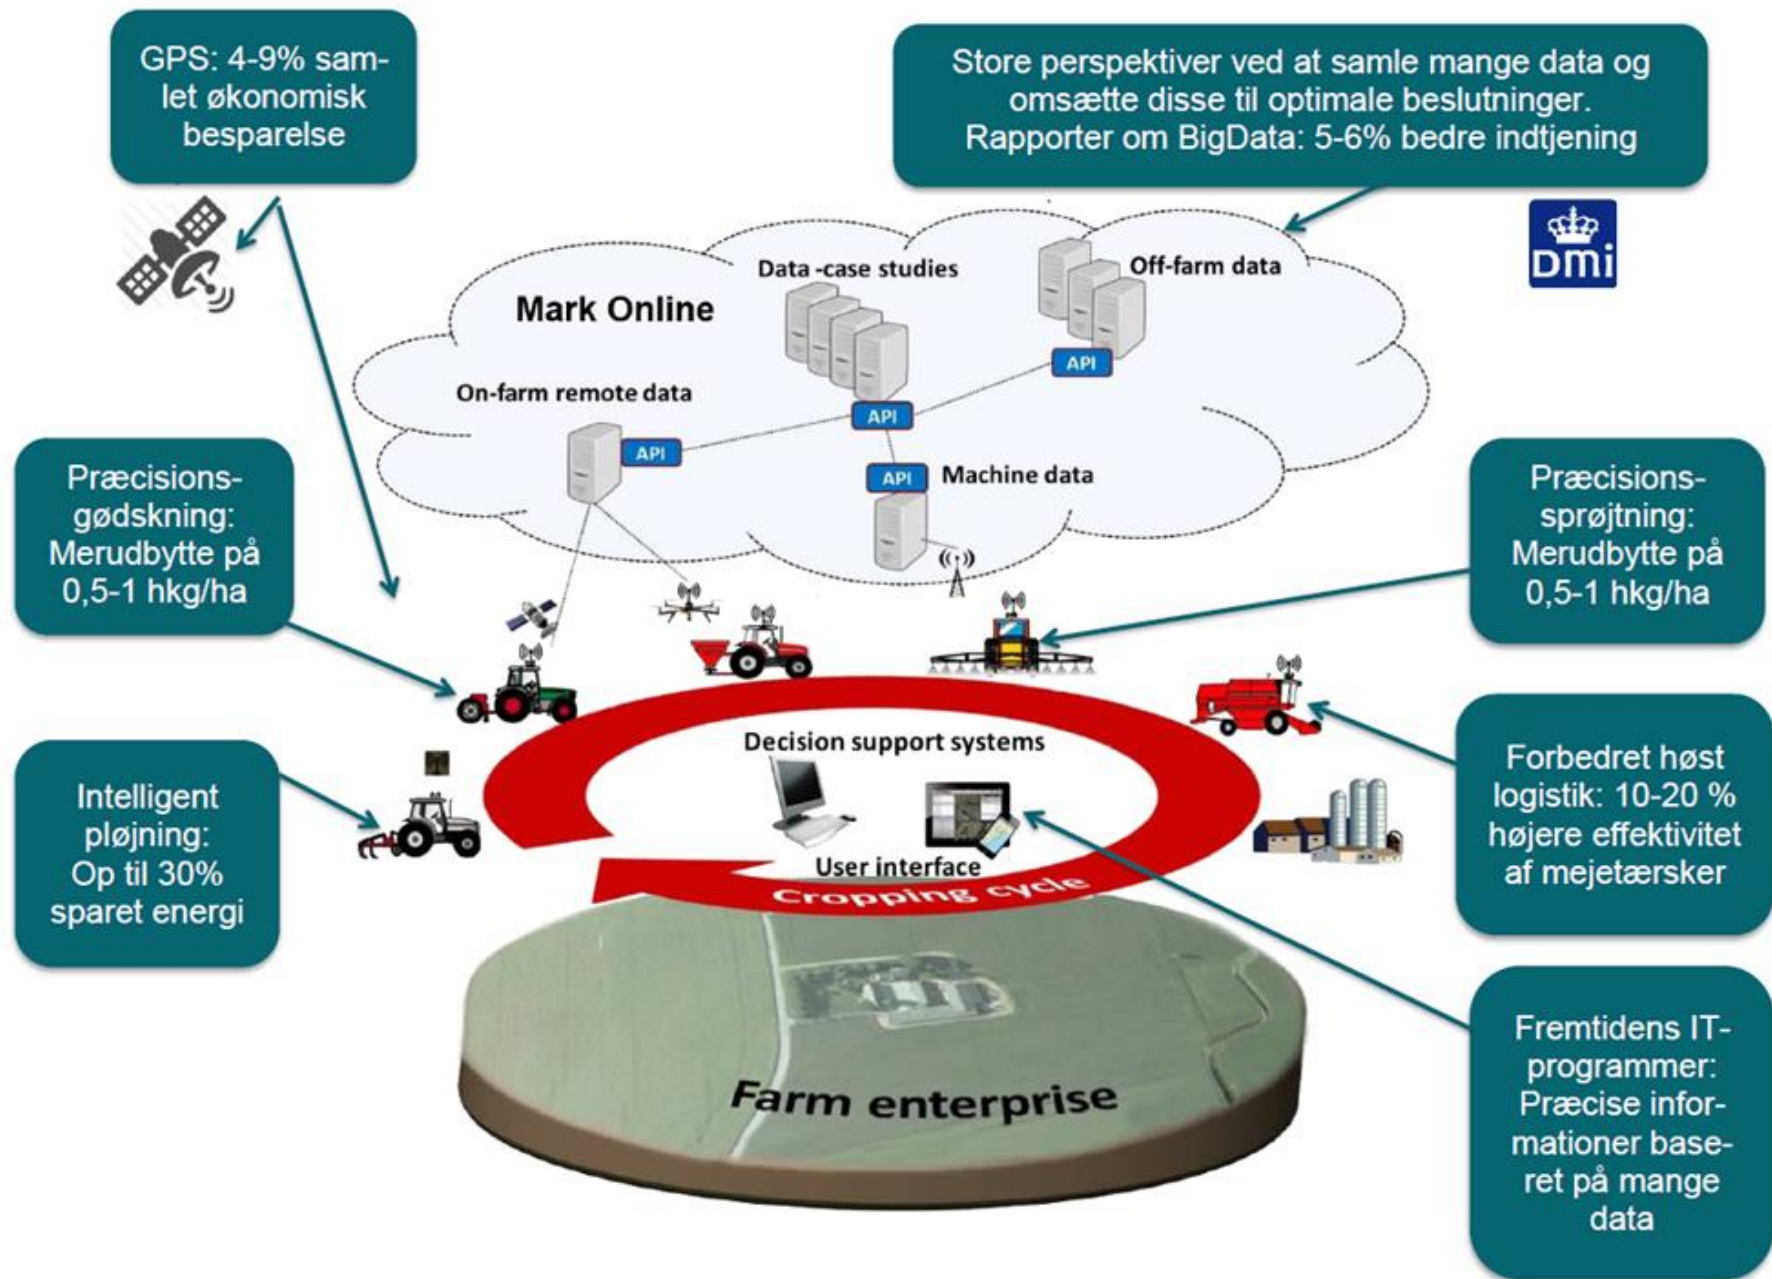 GPS: 4-9% sam-
let økonomisk
besparelse
Store perspektiver ved at samle mange data og
omsætte disse til optimale beslutninger.
Rapporter om BigData: 5-6% bedre indtjening
DMi
Data -case studies
Off-farm data
Mark Online
API
On-farm remote data
API
API
API
Machine data
Præcisions-
gødskning:
Merudbytte på
0,5-1 hkg/ha
Præcisions-
sprøjtning:
Merudbytte på
0,5-1 hkg/ha
Decision support systems
User interface
Cropping cycle
Intelligent
pløjning:
Op til 30%
sparet energi
Forbedret høst
logistik: 10-20 %
højere effektivitet
af mejetærsker
Farm enterprise
Fremtidens IT-
programmer:
Præcise infor-
mationer base-
ret på mange
data